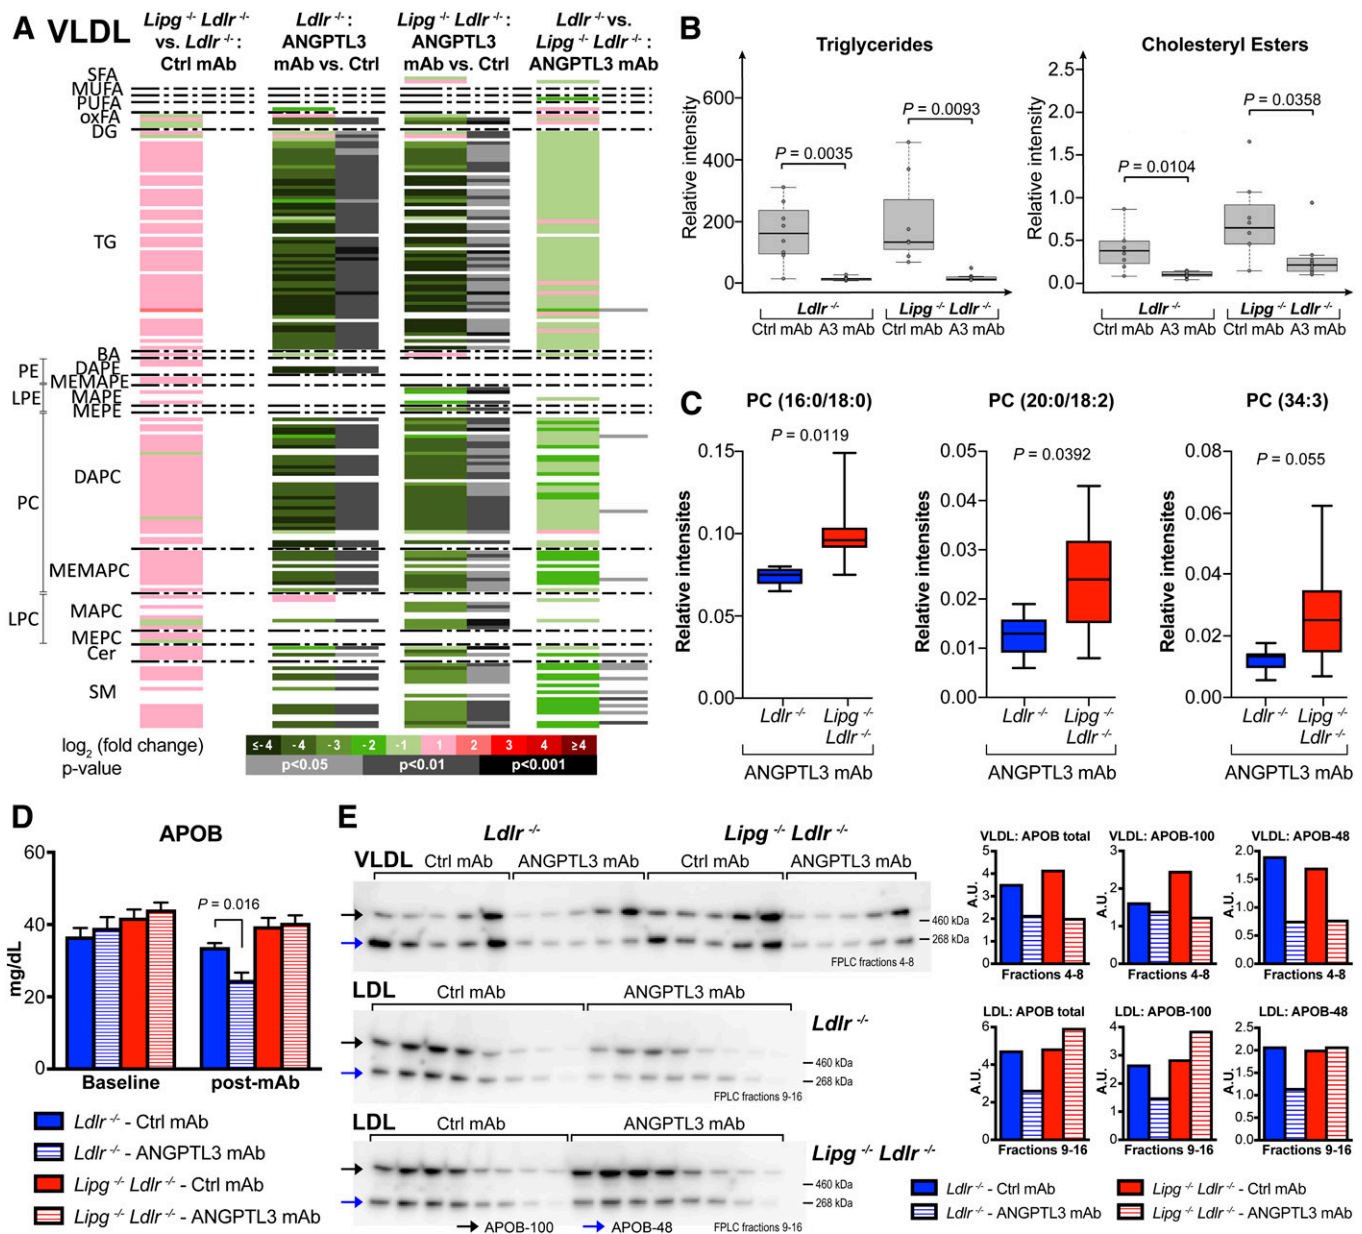 A VLDL
Lipg -/- Ldlr -/-
vs. Ldlr -/-:
Ctrl mAb
Ldlr -/-:
ANGPTL3
mAb vs. Ctrl
Lipg -/- Ldlr -/-:
ANGPTL3
mAb vs. Ctrl
Ldlr -/- vs.
Lipg -/- Ldlr -/-:
ANGPTL3 mAb
SFA
MUFA
PUFA
oxFA
DG
TG
BA
PE
DAPE
MEMAPE
LPE
MAPE
MEPE
PC
DAPC
MEMAPC
LPC
MAPC
MEPC
Cer
SM
log2 (fold change)
≤-4 -4 -3 -2 -1 1 2 3 4 ≥4
p-value
p<0.05 p<0.01 p<0.001
B
Triglycerides
Relative intensity
600
400
200
0
P = 0.0035
P = 0.0093
Ldlr -/-
Lipg -/- Ldlr -/-
Ctrl mAb A3 mAb Ctrl mAb A3 mAb
Cholesteryl Esters
Relative intensity
2.5
2.0
1.5
1.0
0.5
0.0
P = 0.0104
P = 0.0358
Ldlr -/-
Lipg -/- Ldlr -/-
Ctrl mAb A3 mAb Ctrl mAb A3 mAb
C
PC (16:0/18:0)
P = 0.0119
Relative intensites
0.15
0.10
0.05
0.00
Ldlr -/- Lipg -/-
Ldlr -/-
ANGPTL3 mAb
PC (20:0/18:2)
P = 0.0392
Relative intensities
0.05
0.04
0.03
0.02
0.01
0.00
Ldlr -/- Lipg -/-
Ldlr -/-
ANGPTL3 mAb
PC (34:3)
P = 0.055
Relative intensities
0.08
0.06
0.04
0.02
0.00
Ldlr -/- Lipg -/-
Ldlr -/-
ANGPTL3 mAb
D
APOB
mg/dL
60
40
20
0
P = 0.016
Baseline post-mAb
Ldlr -/- - Ctrl mAb
Ldlr -/- - ANGPTL3 mAb
Lipg -/- Ldlr -/- - Ctrl mAb
Lipg -/- Ldlr -/- - ANGPTL3 mAb
E
Ldlr -/- Lipg -/- Ldlr -/-
VLDL Ctrl mAb ANGPTL3 mAb Ctrl mAb ANGPTL3 mAb
460 kDa
268 kDa
FPLC fractions 4-8
LDL Ctrl mAb ANGPTL3 mAb
Ldlr -/-
460 kDa
268 kDa
FPLC fractions 9-16
LDL Ctrl mAb ANGPTL3 mAb
Lipg -/- Ldlr -/-
460 kDa
268 kDa
APOB-100 APOB-48 FPLC fractions 9-16
VLDL: APOB total
A.U.
5
4
3
2
1
0
Fractions 4-8
VLDL: APOB-100
A.U.
3
2
1
0
Fractions 4-8
VLDL: APOB-48
A.U.
2.0
1.5
1.0
0.5
0.0
Fractions 4-8
LDL: APOB total
A.U.
6
4
2
0
Fractions 9-16
LDL: APOB-100
A.U.
4
3
2
1
0
Fractions 9-16
LDL: APOB-48
A.U.
2.5
2.0
1.5
1.0
0.5
0.0
Fractions 9-16
Ldlr -/- - Ctrl mAb
Lipg -/- Ldlr -/- - Ctrl mAb
Ldlr -/- - ANGPTL3 mAb
Lipg -/- Ldlr -/- - ANGPTL3 mAb